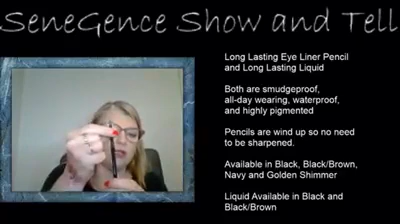 SeneGence Show and Tell
Long Lasting Eye Liner Pencil
and Long Lasting Liquid
Both are smudgeproof,
all-day wearing, waterproof,
and highly pigmented
Pencils are wind up so no need
to be sharpened.
Available in Black, Black/Brown,
Navy and Golden Shimmer
Liquid Available in Black and
Black/Brown